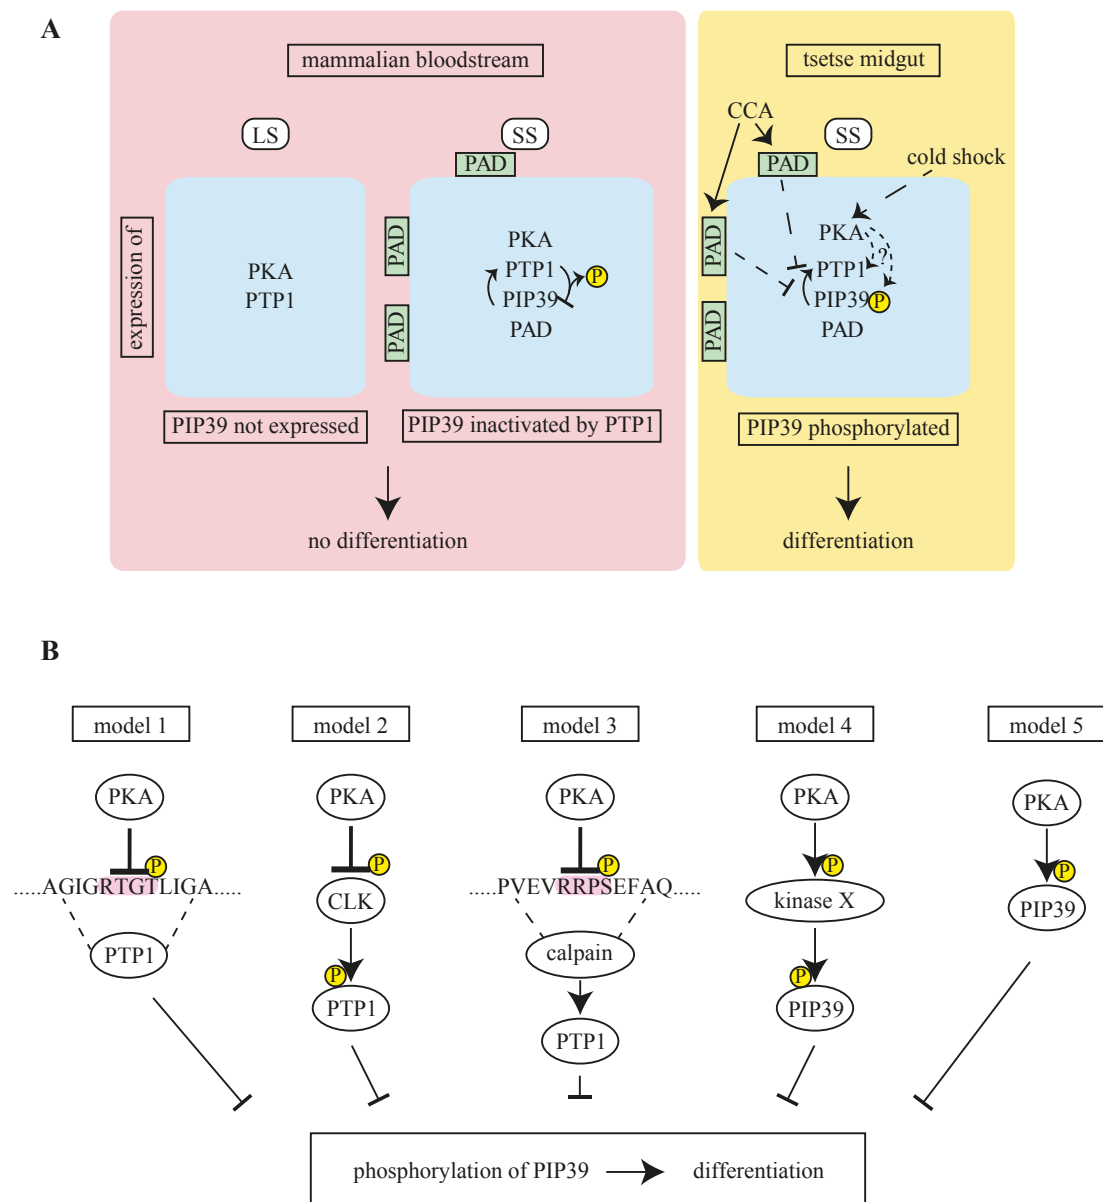 A
mammalian bloodstream
tsetse midgut
LS
SS
CCA
SS
PAD
PAD
cold shock
expression of
PKA
PTP1
PAD
PAD
PKA
PTP1
P
PIP39
PAD
PAD
PAD
PKA
?
PTP1
PIP39 P
PAD
PIP39 not expressed
PIP39 inactivated by PTP1
PIP39 phosphorylated
no differentiation
differentiation
B
model 1
model 2
model 3
model 4
model 5
PKA
PKA
PKA
PKA
PKA
P
P
P
P
P
.....AGIGRTGTLIGA.....
CLK
.....PVEVRRPSEFAQ.....
kinase X
PIP39
PTP1
P
PTP1
calpain
PTP1
P
PIP39
phosphorylation of PIP39
differentiation